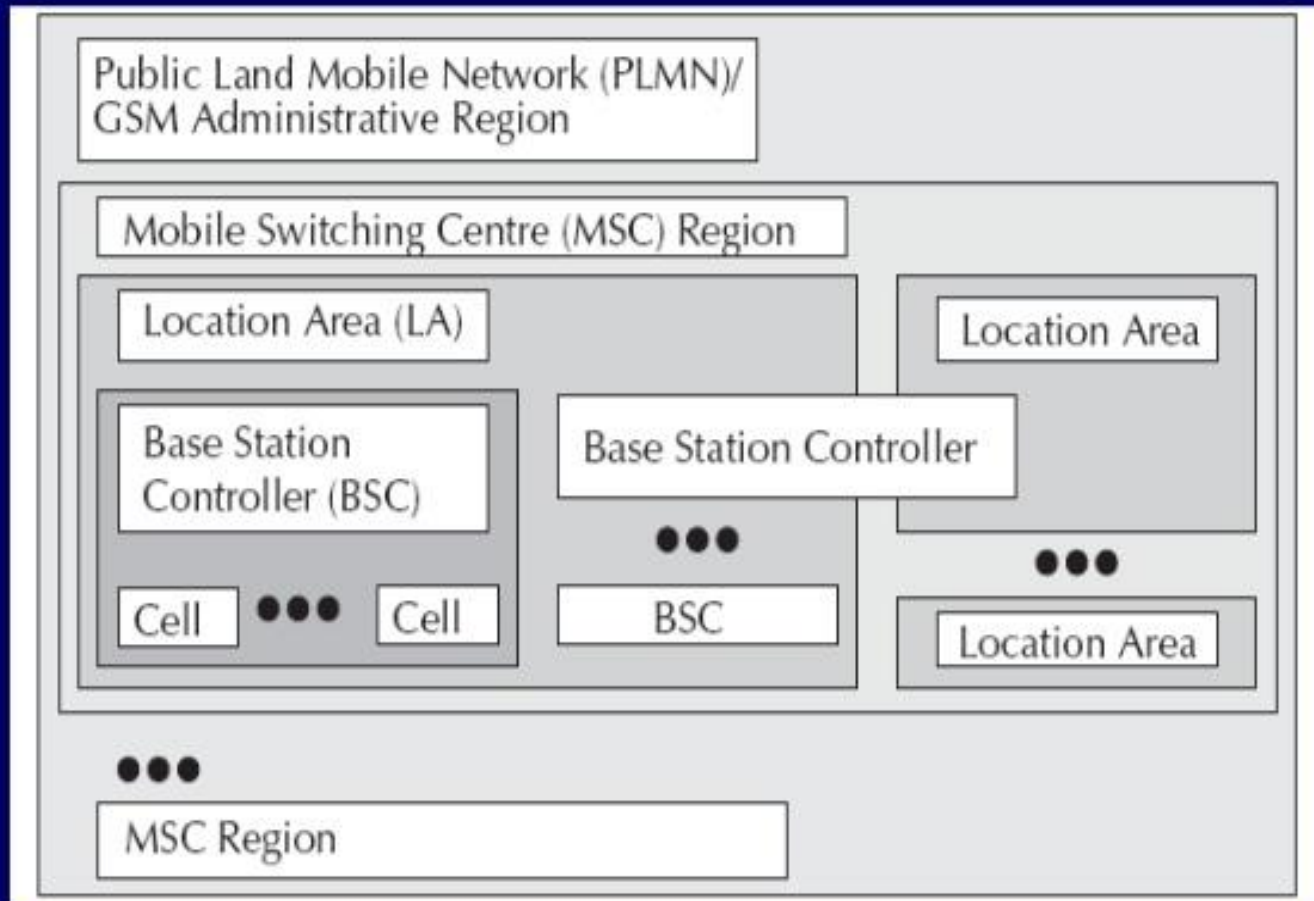 Public Land Mobile Network (PLMN)/
GSM Administrative Region
Mobile Switching Centre (MSC) Region
Location Area (LA)
Location Area
Base Station
Controller (BSC)
Base Station Controller
Cell
Cell
BSC
Location Area
MSC Region